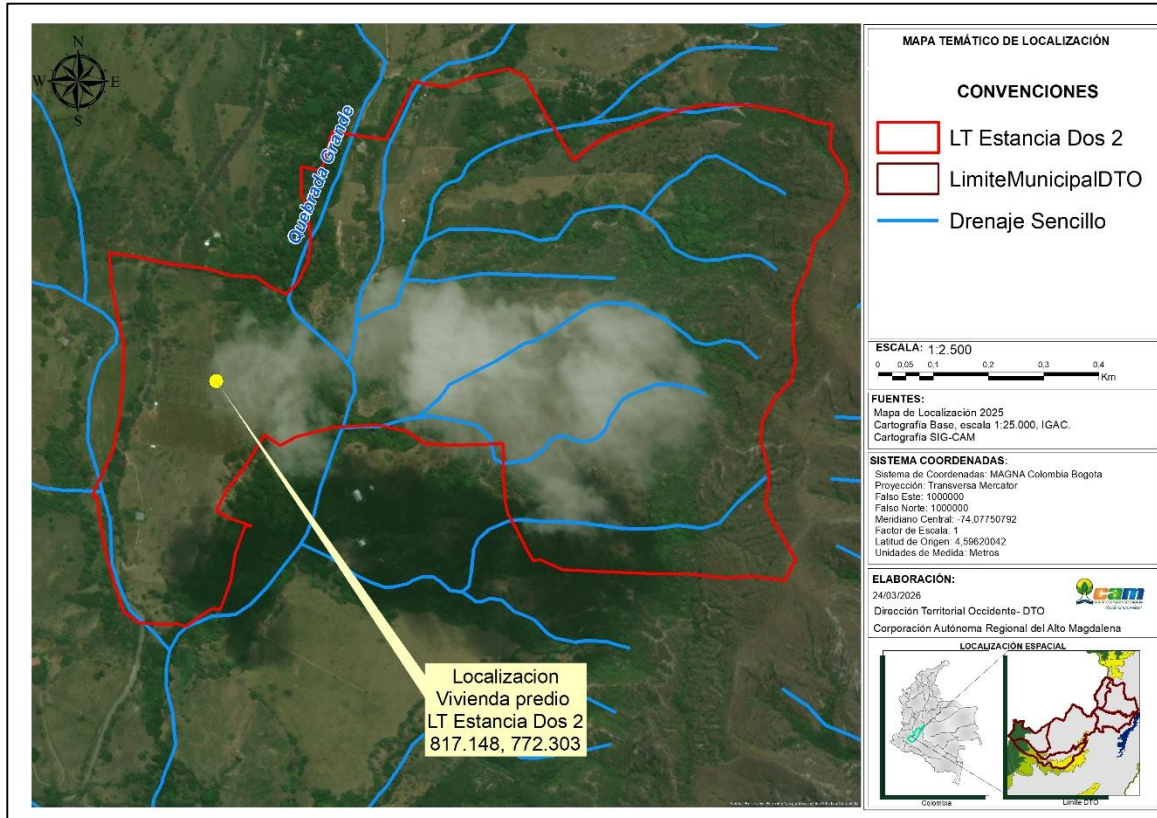 N
W
E
S
Quebrada Grande
Localizacion
Vivienda predio
LT Estancia Dos 2
817.148, 772.303
MAPA TEMÁTICO DE LOCALIZACIÓN
CONVENCIONES
LT Estancia Dos 2
LimiteMunicipalDTO
Drenaje Sencillo
ESCALA: 1:2.500
0 0,05 0,1 0,2 0,3 0,4
Km
FUENTES:
Mapa de Localización 2025
Cartografía Base, escala 1:25.000, IGAC.
Cartografía SIG-CAM
SISTEMA COORDENADAS:
Sistema de Coordenadas: MAGNA Colombia Bogota
Proyección: Transversa Mercator
Falso Este: 1000000
Falso Norte: 1000000
Meridiano Central: -74,07750792
Factor de Escala: 1
Latitud de Origen: 4,59620042
Unidades de Medida: Metros
ELABORACIÓN:
24/03/2026
Dirección Territorial Occidente- DTO
Corporación Autónoma Regional del Alto Magdalena
cam
LOCALIZACIÓN ESPACIAL
Colombia
Limite DTO